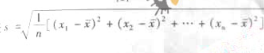 s = √(1/n [(x₁ − x̄)² + (x₂ − x̄)² + ⋯ + (xₙ − x̄)²])